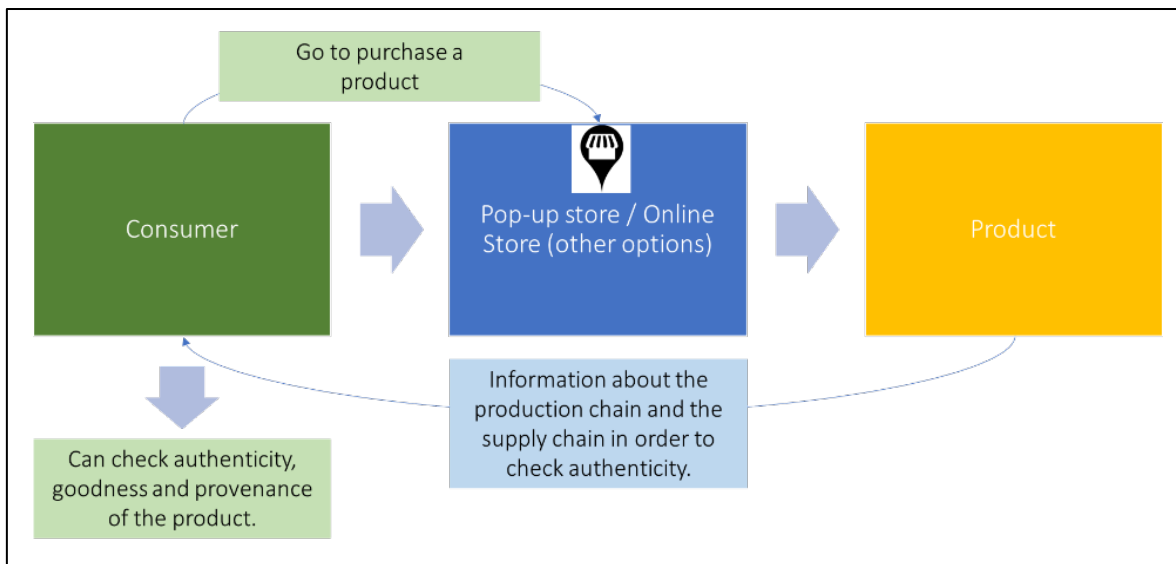 Go to purchase a
product
Consumer
Pop-up store / Online
Store (other options)
Product
Information about the
production chain and the
supply chain in order to
check authenticity.
Can check authenticity,
goodness and provenance
of the product.